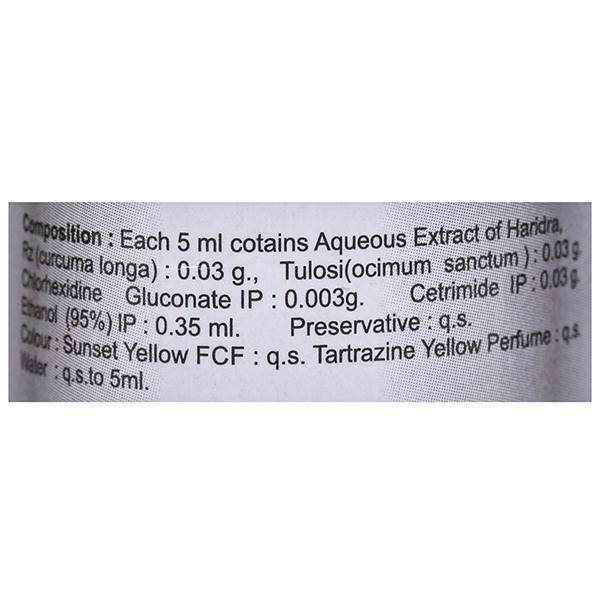 Composition : Each 5 ml cotains Aqueous Extract of Haridra,
Rz (curcuma longa) : 0.03 g., Tulosi(ocimum sanctum ) : 0.03 g.
Chlorhexidine Gluconate IP : 0.003g. Cetrimide IP : 0.03 g.
Ethanol (95%) IP : 0.35 ml. Preservative : q.s.
Colour : Sunset Yellow FCF : q.s. Tartrazine Yellow Perfume : q.s.
Water : q.s.to 5ml.